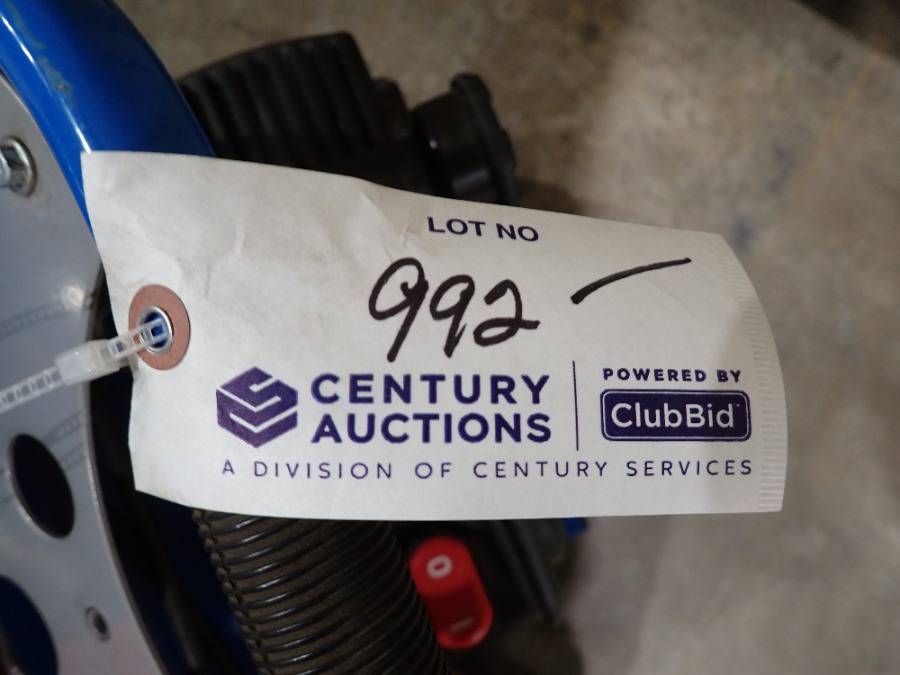 LOT NO
992 —
CENTURY
AUCTIONS
POWERED BY
ClubBid
A DIVISION OF CENTURY SERVICES
O
I